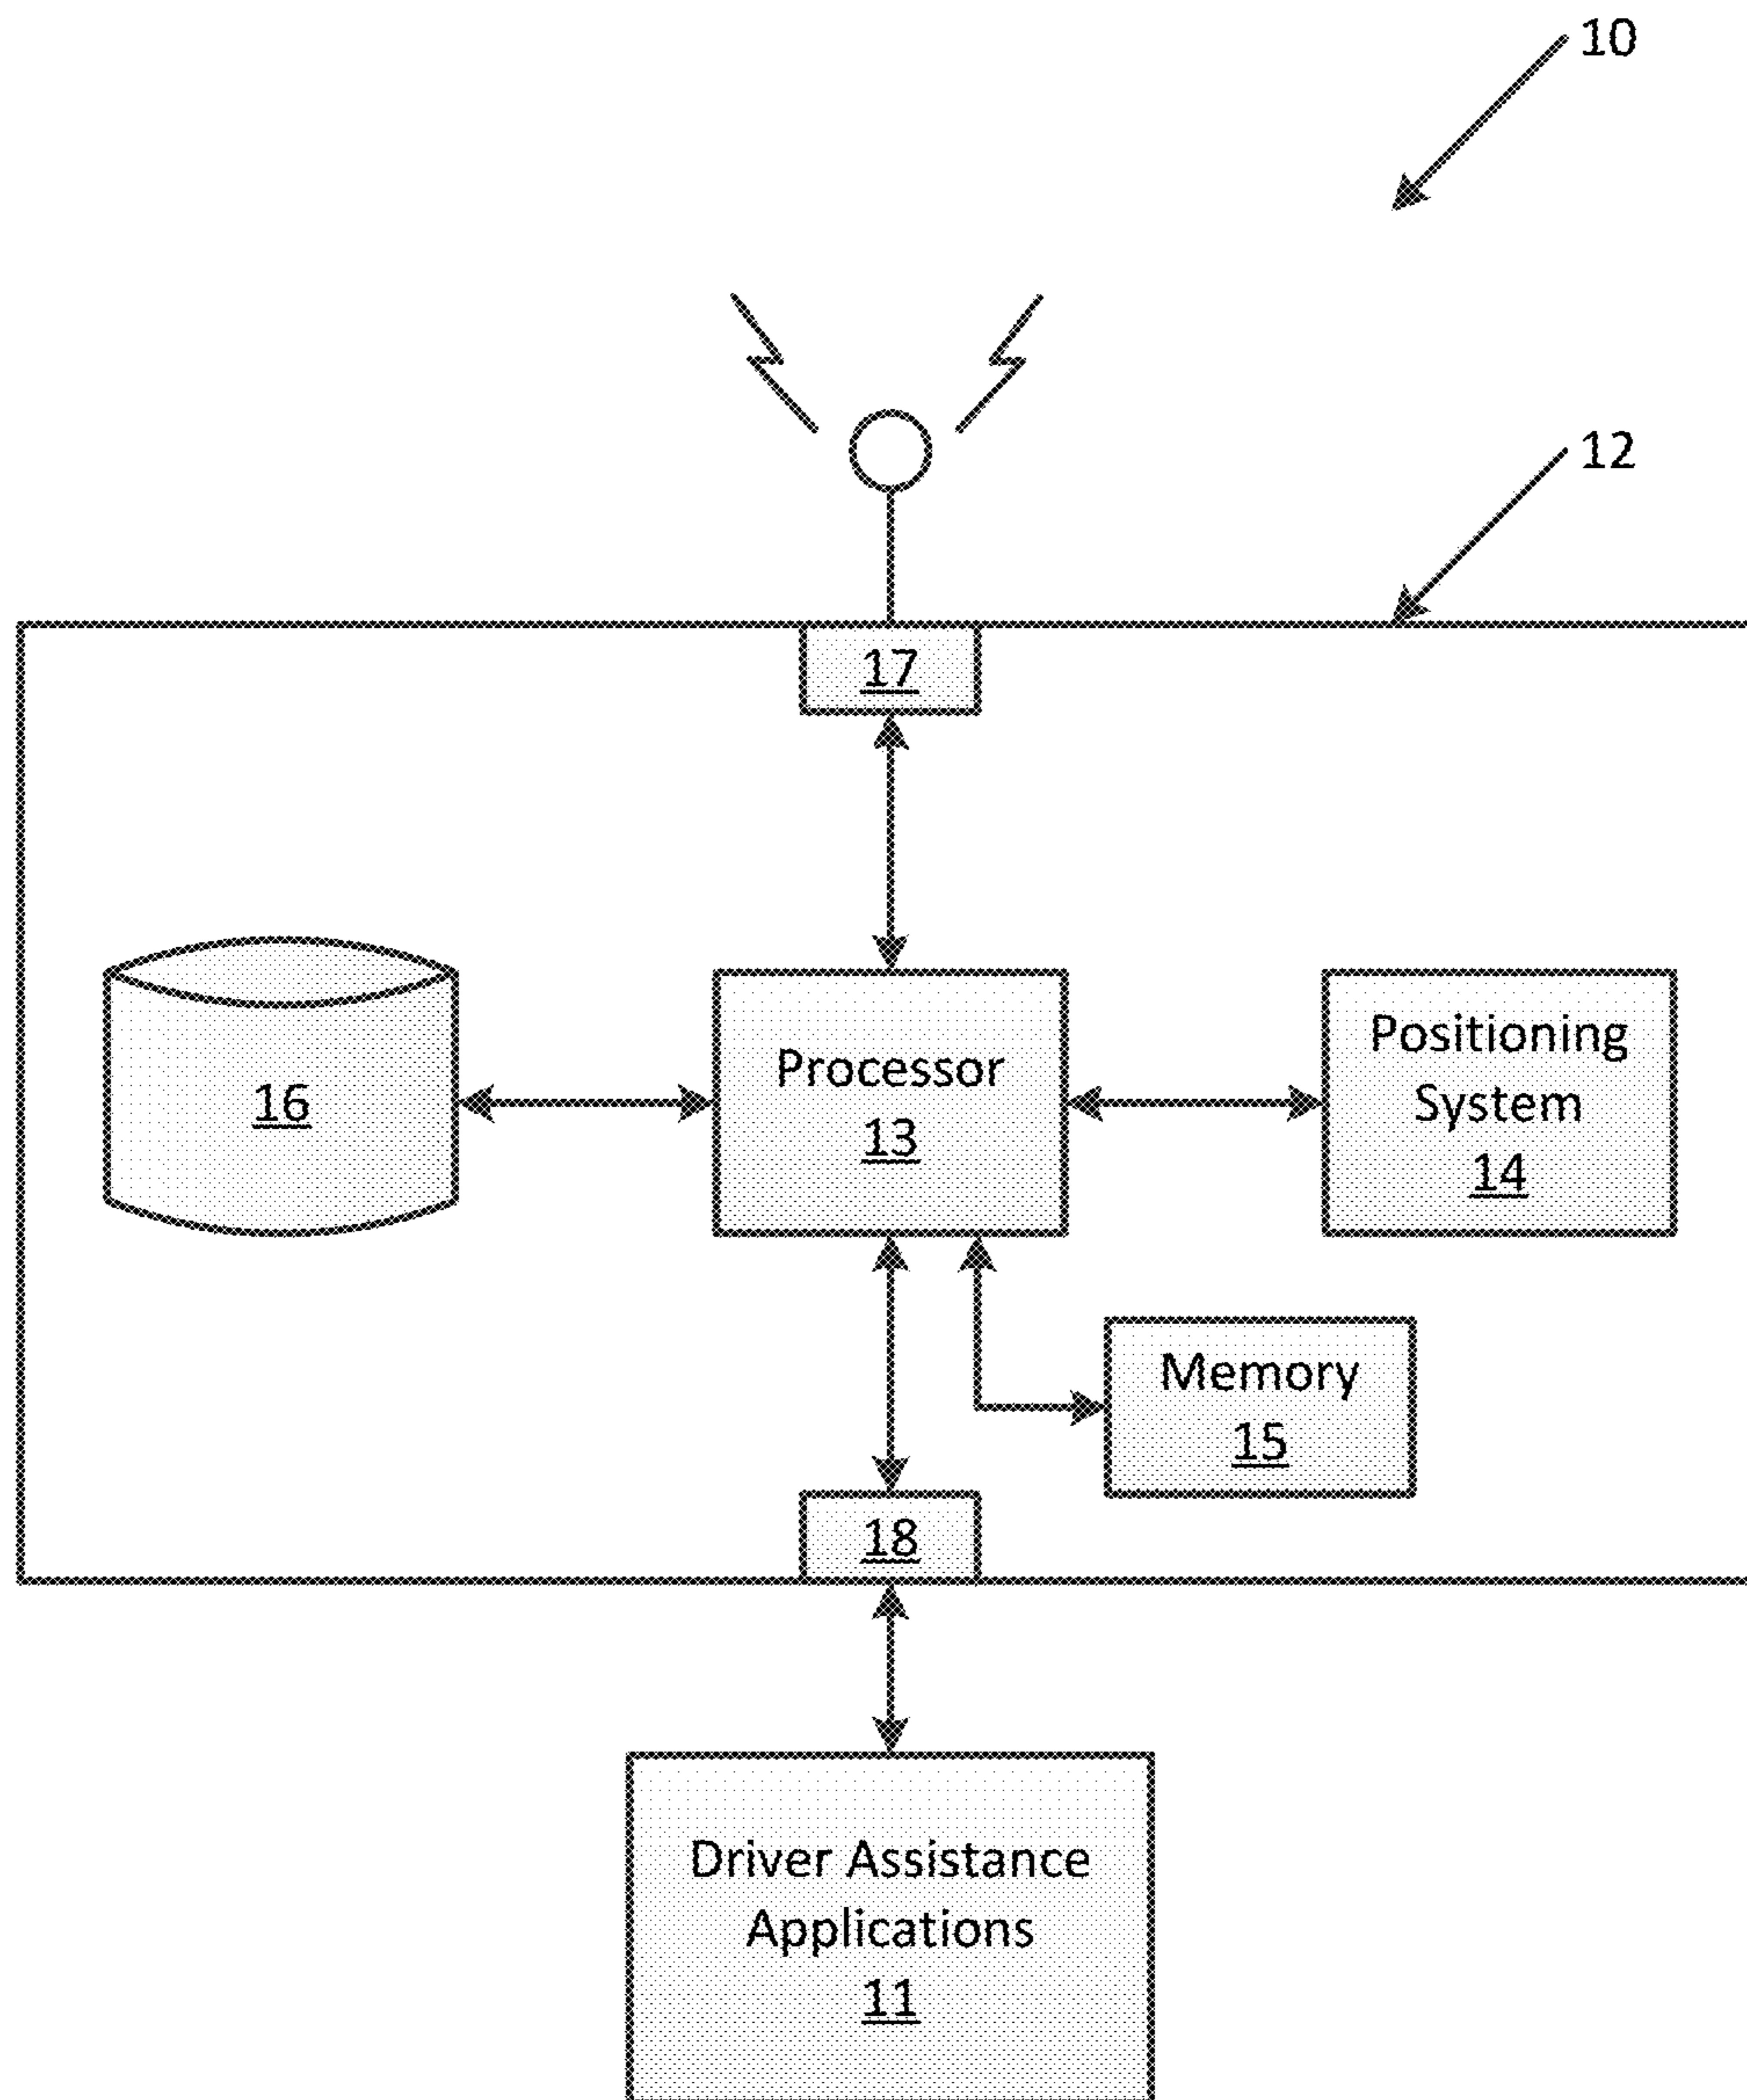 10
12
17
16
Processor
13
Positioning
System
14
Memory
15
18
Driver Assistance
Applications
11